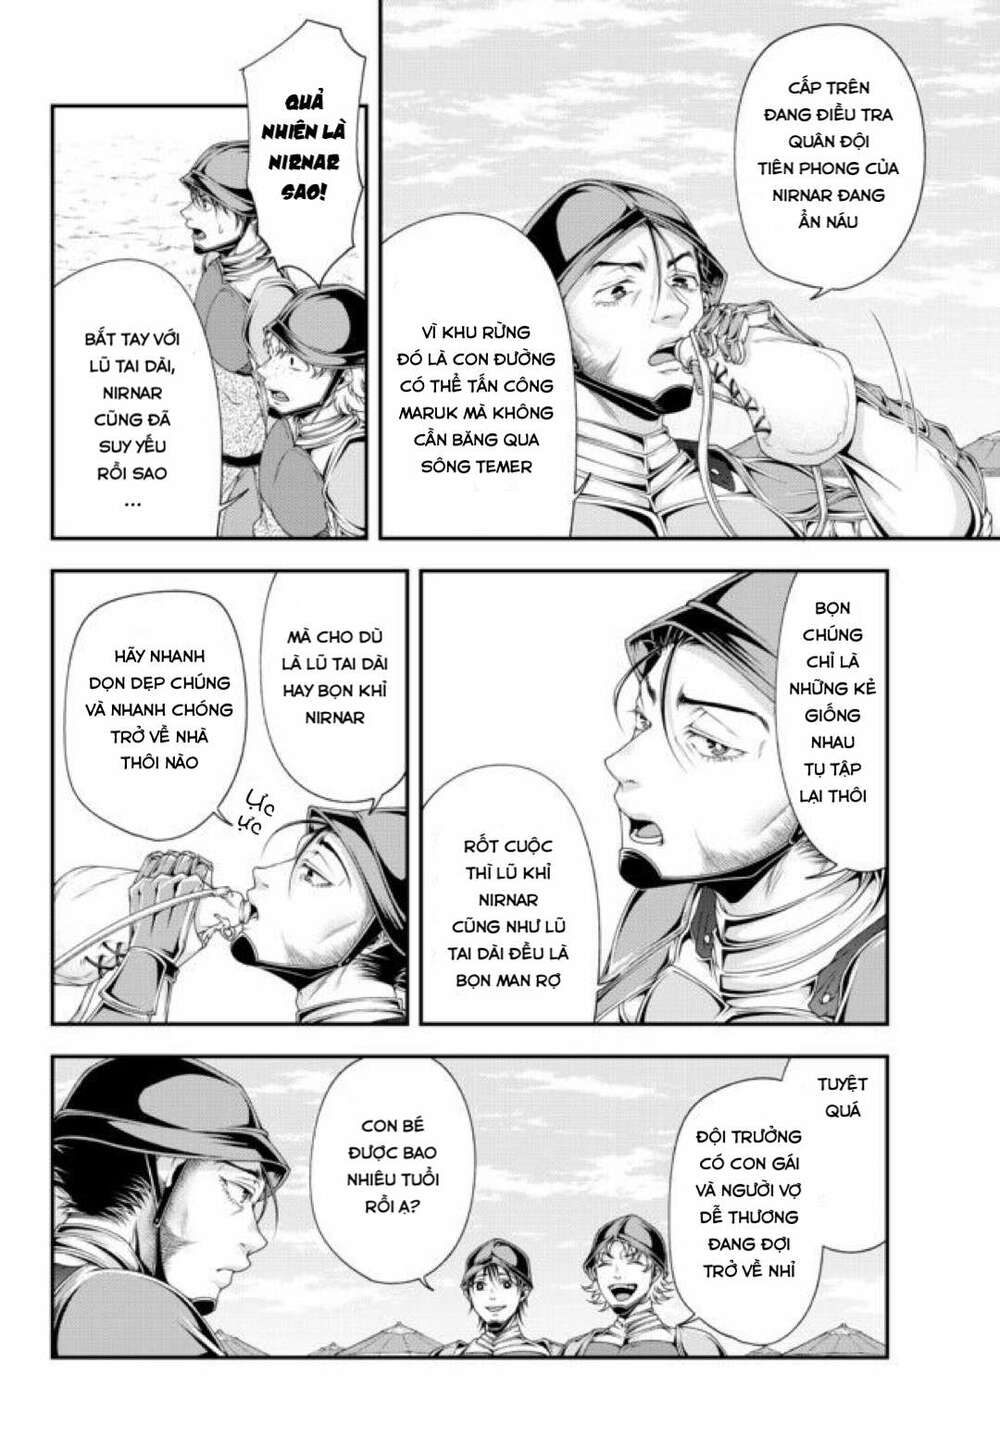 CẤP TRÊN
ĐANG ĐIỀU TRA
QUÂN ĐỘI
TIÊN PHONG CỦA
NIRNAR ĐANG
ẨN NÁU
VÌ KHU RỪNG
ĐÓ LÀ CON ĐƯỜNG
CÓ THỂ TẤN CÔNG
MARUK MÀ KHÔNG
CẦN BĂNG QUA
SÔNG TEMER
QUẢ
NHIÊN LÀ
NIRNAR
SAO!
BẮT TAY VỚI
LŨ TAI DÀI,
NIRNAR
CŨNG ĐÃ
SUY YẾU
RỒI SAO
...
BỌN
CHÚNG
CHỈ LÀ
NHỮNG KẺ
GIỐNG
NHAU
TỤ TẬP
LẠI THÔI
RỐT CUỘC
THÌ LŨ KHỈ
NIRNAR
CŨNG NHƯ LŨ
TAI DÀI ĐỀU LÀ
BỌN MAN RỢ
MÀ CHO DÙ
LÀ LŨ TAI DÀI
HAY BỌN KHỈ
NIRNAR
HÃY NHANH
DỌN DẸP CHÚNG
VÀ NHANH CHÓNG
TRỞ VỀ NHÀ
THÔI NÀO
ỰC
ỰC
TUYỆT
QUÁ
ĐỘI TRƯỞNG
CÓ CON GÁI
VÀ NGƯỜI VỢ
DỄ THƯƠNG
ĐANG ĐỢI
TRỞ VỀ NHỈ
CON BÉ
ĐƯỢC BAO
NHIÊU TUỔI
RỒI Ạ?